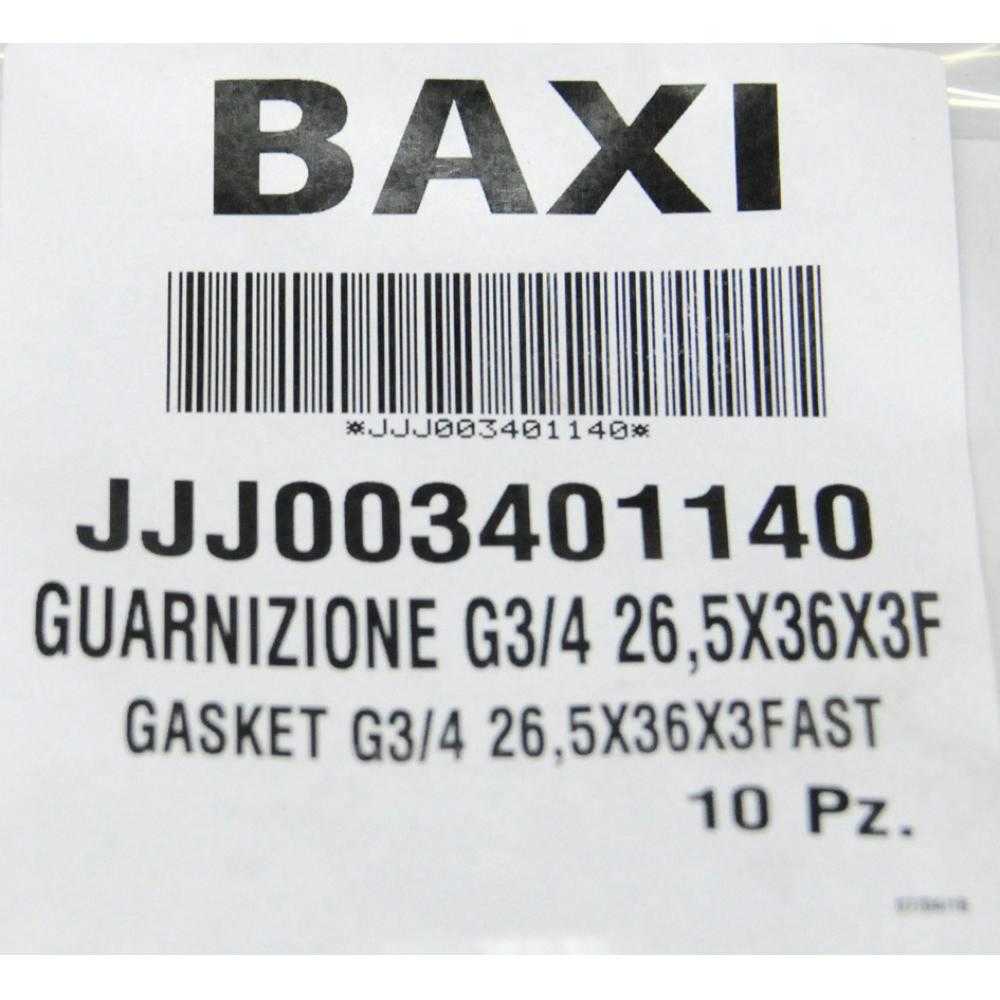 BAXI
*JJJ003401140*
JJJ003401140
GUARNIZIONE G3/4 26,5X36X3F
GASKET G3/4 26,5X36X3FAST
10 Pz.